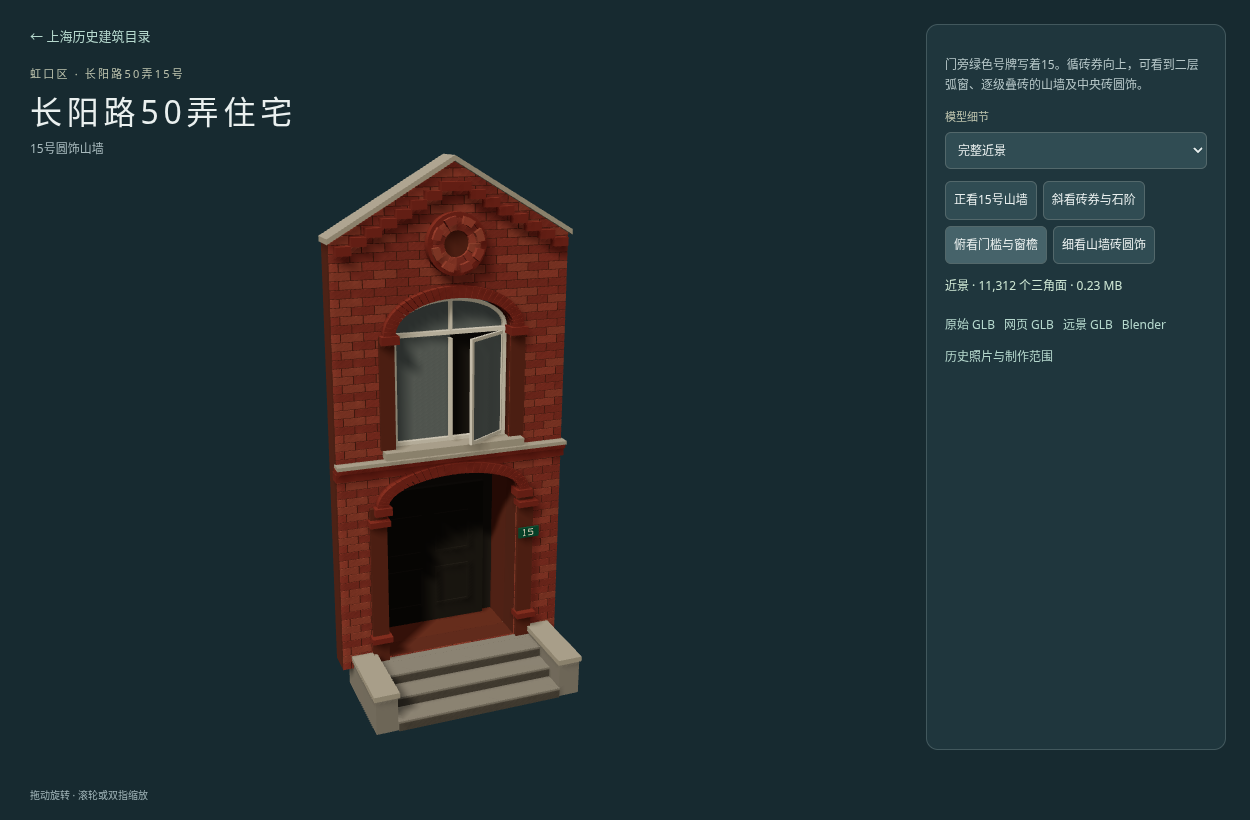 ← 上海历史建筑目录
虹口区 · 长阳路50弄15号
长阳路50弄住宅
15号圆饰山墙
15
门旁绿色号牌写着15。循砖券向上，可看到二层
弧窗、逐级叠砖的山墙及中央砖圆饰。
模型细节
完整近景
正看15号山墙 斜看砖券与石阶
俯看门槛与窗檐 细看山墙砖圆饰
近景 · 11,312 个三角面 · 0.23 MB
原始 GLB 网页 GLB 远景 GLB Blender
历史照片与制作范围
拖动旋转 · 滚轮或双指缩放